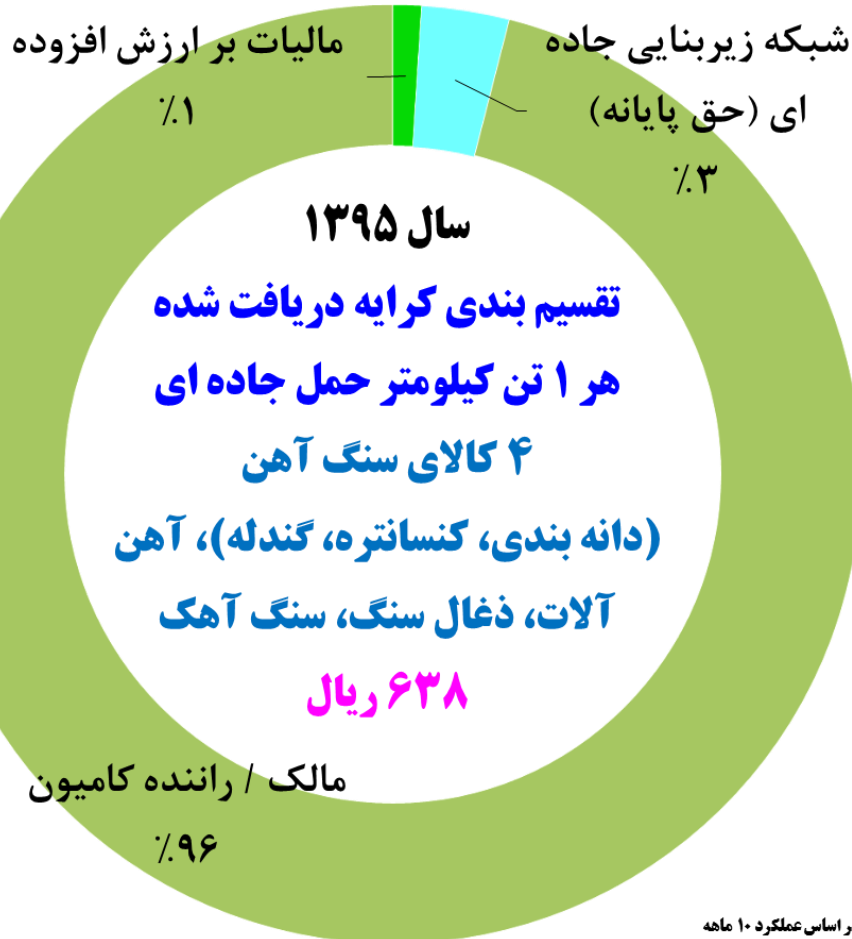 شبکه زیربنایی جاده
ای (حق پایانه)
٪۳
مالیات بر ارزش افزوده
٪۱
سال ۱۳۹۵
تقسیم بندی کرایه دریافت شده
هر ۱ تن کیلومتر حمل جاده ای
۴ کالای سنگ آهن
(دانه بندی، کنسانتره، گندله)، آهن
آلات، ذغال سنگ، سنگ آهک
۶۳۸ ریال
مالک / راننده کامیون
٪۹۶
اساس عملکرد ۱۰ ماهه